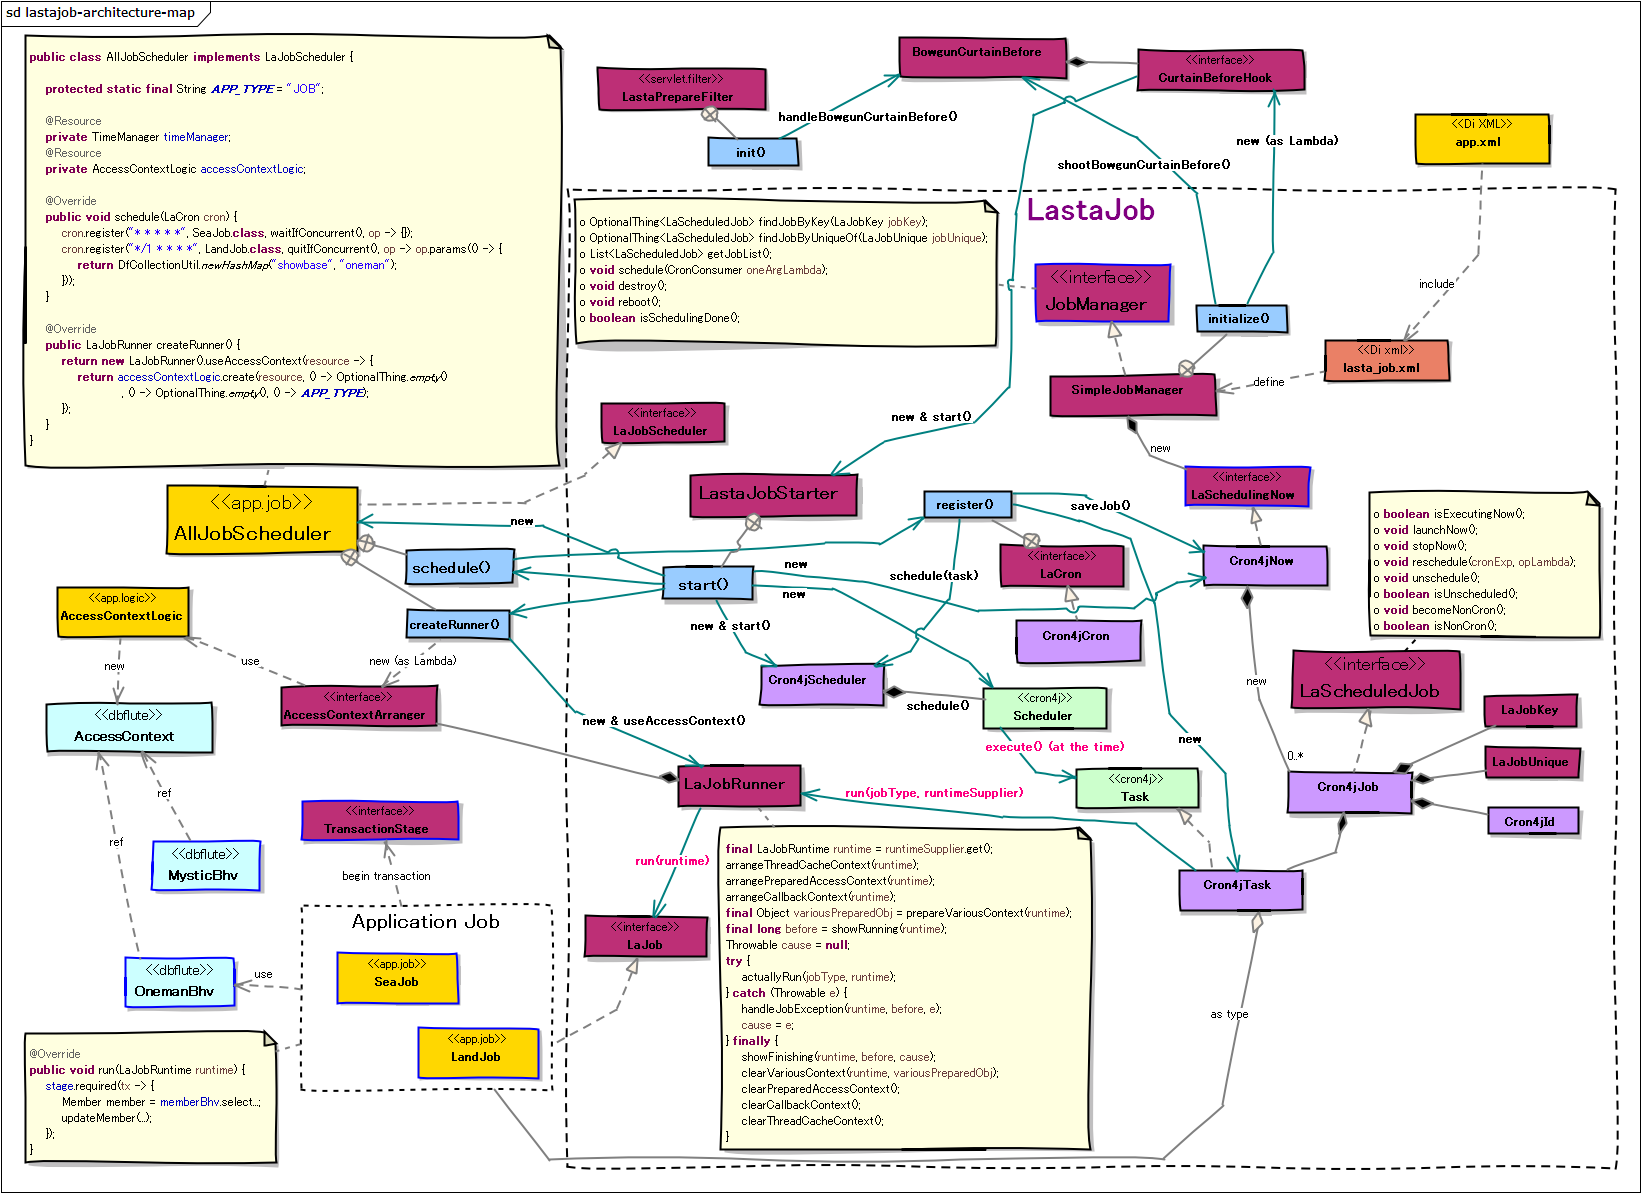 sd lastajob-architecture-map
public class AllJobScheduler implements LaJobScheduler {
protected static final String APP_TYPE = "JOB";
@Resource
private TimeManager timeManager;
@Resource
private AccessContextLogic accessContextLogic;
@Override
public void schedule(LaCron cron) {
cron.register("* * * * *", SeaJob.class, waitIfConcurrent(), op -> {});
cron.register("*/1 * * * *", LandJob.class, quitIfConcurrent(), op -> op.params(() -> {
return DfCollectionUtil.newHashMap("showbase", "oneman");
}));
}
@Override
public LaJobRunner createRunner() {
return new LaJobRunner().useAccessContext(resource -> {
return accessContextLogic.create(resource, () -> OptionalThing.empty()
, () -> OptionalThing.empty(), () -> APP_TYPE);
});
}
}
<<servlet.filter>>
LastaPrepareFilter
init()
handleBowgunCurtainBefore()
BowgunCurtainBefore
<<interface>>
CurtainBeforeHook
shootBowgunCurtainBefore()
new (as Lambda)
<<Di XML>>
app.xml
include
LastaJob
o OptionalThing<LaScheduledJob> findJobByKey(LaJobKey jobKey);
o OptionalThing<LaScheduledJob> findJobByUniqueOf(LaJobUnique jobUnique);
o List<LaScheduledJob> getJobList();
o void schedule(CronConsumer oneArgLambda);
o void destroy();
o void reboot();
o boolean isSchedulingDone();
<<interface>>
JobManager
initialize()
<<Di xml>>
lasta_job.xml
define
SimpleJobManager
new
<<interface>>
LaSchedulingNow
<<interface>>
LaJobScheduler
new & start()
LastaJobStarter
register()
saveJob()
<<interface>>
LaCron
Cron4jCron
Cron4jNow
o boolean isExecutingNow();
o void launchNow();
o void stopNow();
o void reschedule(cronExp, opLambda);
o void unschedule();
o boolean isUnscheduled();
o void becomeNonCron();
o boolean isNonCron();
<<app.job>>
AllJobScheduler
new
schedule()
start()
createRunner()
new
new
schedule(task)
new & start()
Cron4jScheduler
schedule()
<<cron4j>>
Scheduler
execute() (at the time)
<<cron4j>>
Task
new
new
<<interface>>
LaScheduledJob
LaJobKey
LaJobUnique
Cron4jId
0..*
Cron4jJob
Cron4jTask
<<app.logic>>
AccessContextLogic
new
use
new (as Lambda)
<<interface>>
AccessContextArranger
new & useAccessContext()
<<dbflute>>
AccessContext
ref
ref
<<dbflute>>
MysticBhv
<<dbflute>>
OnemanBhv
use
<<interface>>
TransactionStage
begin transaction
Application Job
<<app.job>>
SeaJob
<<app.job>>
LandJob
LaJobRunner
run(jobType, runtimeSupplier)
run(runtime)
<<interface>>
LaJob
final LaJobRuntime runtime = runtimeSupplier.get();
arrangeThreadCacheContext(runtime);
arrangePreparedAccessContext(runtime);
arrangeCallbackContext(runtime);
final Object variousPreparedObj = prepareVariousContext(runtime);
final long before = showRunning(runtime);
Throwable cause = null;
try {
actuallyRun(jobType, runtime);
} catch (Throwable e) {
handleJobException(runtime, before, e);
cause = e;
} finally {
showFinishing(runtime, before, cause);
clearVariousContext(runtime, variousPreparedObj);
clearPreparedAccessContext();
clearCallbackContext();
clearThreadCacheContext();
}
as type
@Override
public void run(LaJobRuntime runtime) {
stage.required(tx -> {
Member member = memberBhv.select...;
updateMember(...);
});
}